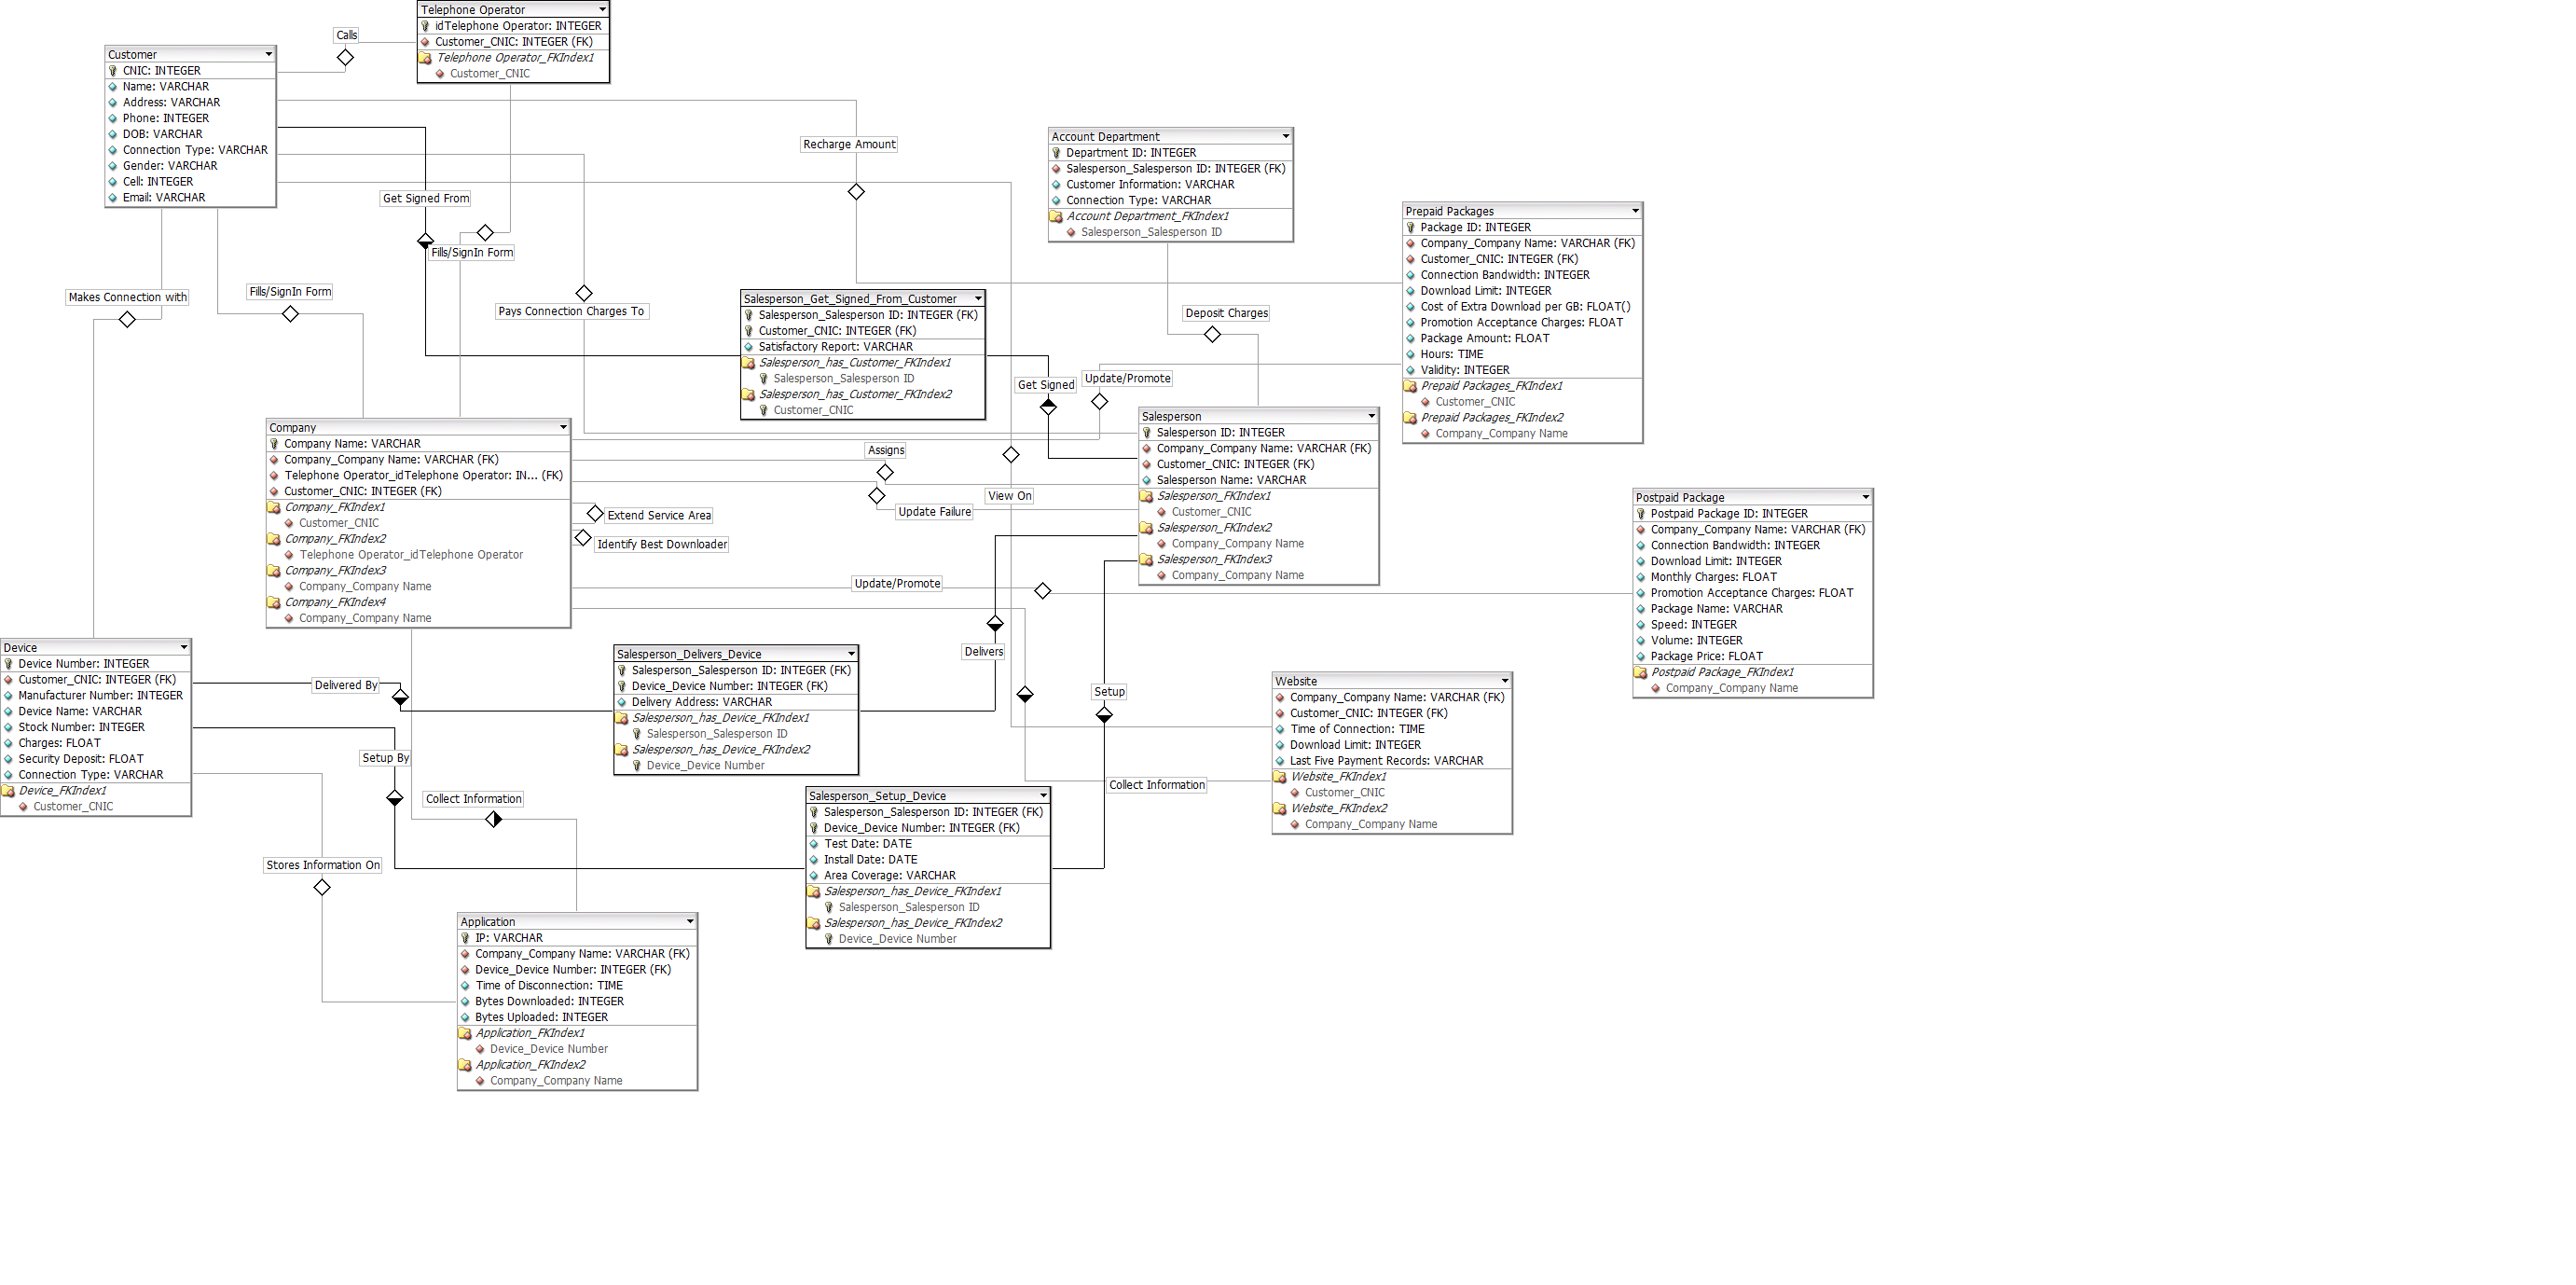 Telephone Operator
idTelephone Operator: INTEGER
Customer_CNIC: INTEGER (FK)
Telephone Operator_FKIndex1
Customer_CNIC
Calls
Customer
CNIC: INTEGER
Name: VARCHAR
Address: VARCHAR
Phone: INTEGER
DOB: VARCHAR
Connection Type: VARCHAR
Gender: VARCHAR
Cell: INTEGER
Email: VARCHAR
Recharge Amount
Get Signed From
Fills/SignIn Form
Account Department
Department ID: INTEGER
Salesperson_Salesperson ID: INTEGER (FK)
Customer Information: VARCHAR
Connection Type: VARCHAR
Account Department_FKIndex1
Salesperson_Salesperson ID
Prepaid Packages
Package ID: INTEGER
Company_Company Name: VARCHAR (FK)
Customer_CNIC: INTEGER (FK)
Connection Bandwidth: INTEGER
Download Limit: INTEGER
Cost of Extra Download per GB: FLOAT()
Promotion Acceptance Charges: FLOAT
Package Amount: FLOAT
Hours: TIME
Validity: INTEGER
Prepaid Packages_FKIndex1
Customer_CNIC
Prepaid Packages_FKIndex2
Company_Company Name
Makes Connection with
Fills/SignIn Form
Pays Connection Charges To
Salesperson_Get_Signed_From_Customer
Salesperson_Salesperson ID: INTEGER (FK)
Customer_CNIC: INTEGER (FK)
Satisfactory Report: VARCHAR
Salesperson_has_Customer_FKIndex1
Salesperson_Salesperson ID
Salesperson_has_Customer_FKIndex2
Customer_CNIC
Deposit Charges
Get Signed
Update/Promote
Company
Company Name: VARCHAR
Company_Company Name: VARCHAR (FK)
Telephone Operator_idTelephone Operator: IN... (FK)
Customer_CNIC: INTEGER (FK)
Company_FKIndex1
Customer_CNIC
Company_FKIndex2
Telephone Operator_idTelephone Operator
Company_FKIndex3
Company_Company Name
Company_FKIndex4
Company_Company Name
Assigns
Update Failure
View On
Extend Service Area
Identify Best Downloader
Update/Promote
Salesperson
Salesperson ID: INTEGER
Company_Company Name: VARCHAR (FK)
Customer_CNIC: INTEGER (FK)
Salesperson Name: VARCHAR
Salesperson_FKIndex1
Customer_CNIC
Salesperson_FKIndex2
Company_Company Name
Salesperson_FKIndex3
Company_Company Name
Postpaid Package
Postpaid Package ID: INTEGER
Company_Company Name: VARCHAR (FK)
Connection Bandwidth: INTEGER
Download Limit: INTEGER
Monthly Charges: FLOAT
Promotion Acceptance Charges: FLOAT
Package Name: VARCHAR
Speed: INTEGER
Volume: INTEGER
Package Price: FLOAT
Postpaid Package_FKIndex1
Company_Company Name
Device
Device Number: INTEGER
Customer_CNIC: INTEGER (FK)
Manufacturer Number: INTEGER
Device Name: VARCHAR
Stock Number: INTEGER
Charges: FLOAT
Security Deposit: FLOAT
Connection Type: VARCHAR
Device_FKIndex1
Customer_CNIC
Delivered By
Setup By
Salesperson_Delivers_Device
Salesperson_Salesperson ID: INTEGER (FK)
Device_Device Number: INTEGER (FK)
Delivery Address: VARCHAR
Salesperson_has_Device_FKIndex1
Salesperson_Salesperson ID
Salesperson_has_Device_FKIndex2
Device_Device Number
Delivers
Setup
Collect Information
Website
Company_Company Name: VARCHAR (FK)
Customer_CNIC: INTEGER (FK)
Time of Connection: TIME
Download Limit: INTEGER
Last Five Payment Records: VARCHAR
Website_FKIndex1
Customer_CNIC
Website_FKIndex2
Company_Company Name
Collect Information
Salesperson_Setup_Device
Salesperson_Salesperson ID: INTEGER (FK)
Device_Device Number: INTEGER (FK)
Test Date: DATE
Install Date: DATE
Area Coverage: VARCHAR
Salesperson_has_Device_FKIndex1
Salesperson_Salesperson ID
Salesperson_has_Device_FKIndex2
Device_Device Number
Stores Information On
Application
IP: VARCHAR
Company_Company Name: VARCHAR (FK)
Device_Device Number: INTEGER (FK)
Time of Disconnection: TIME
Bytes Downloaded: INTEGER
Bytes Uploaded: INTEGER
Application_FKIndex1
Device_Device Number
Application_FKIndex2
Company_Company Name